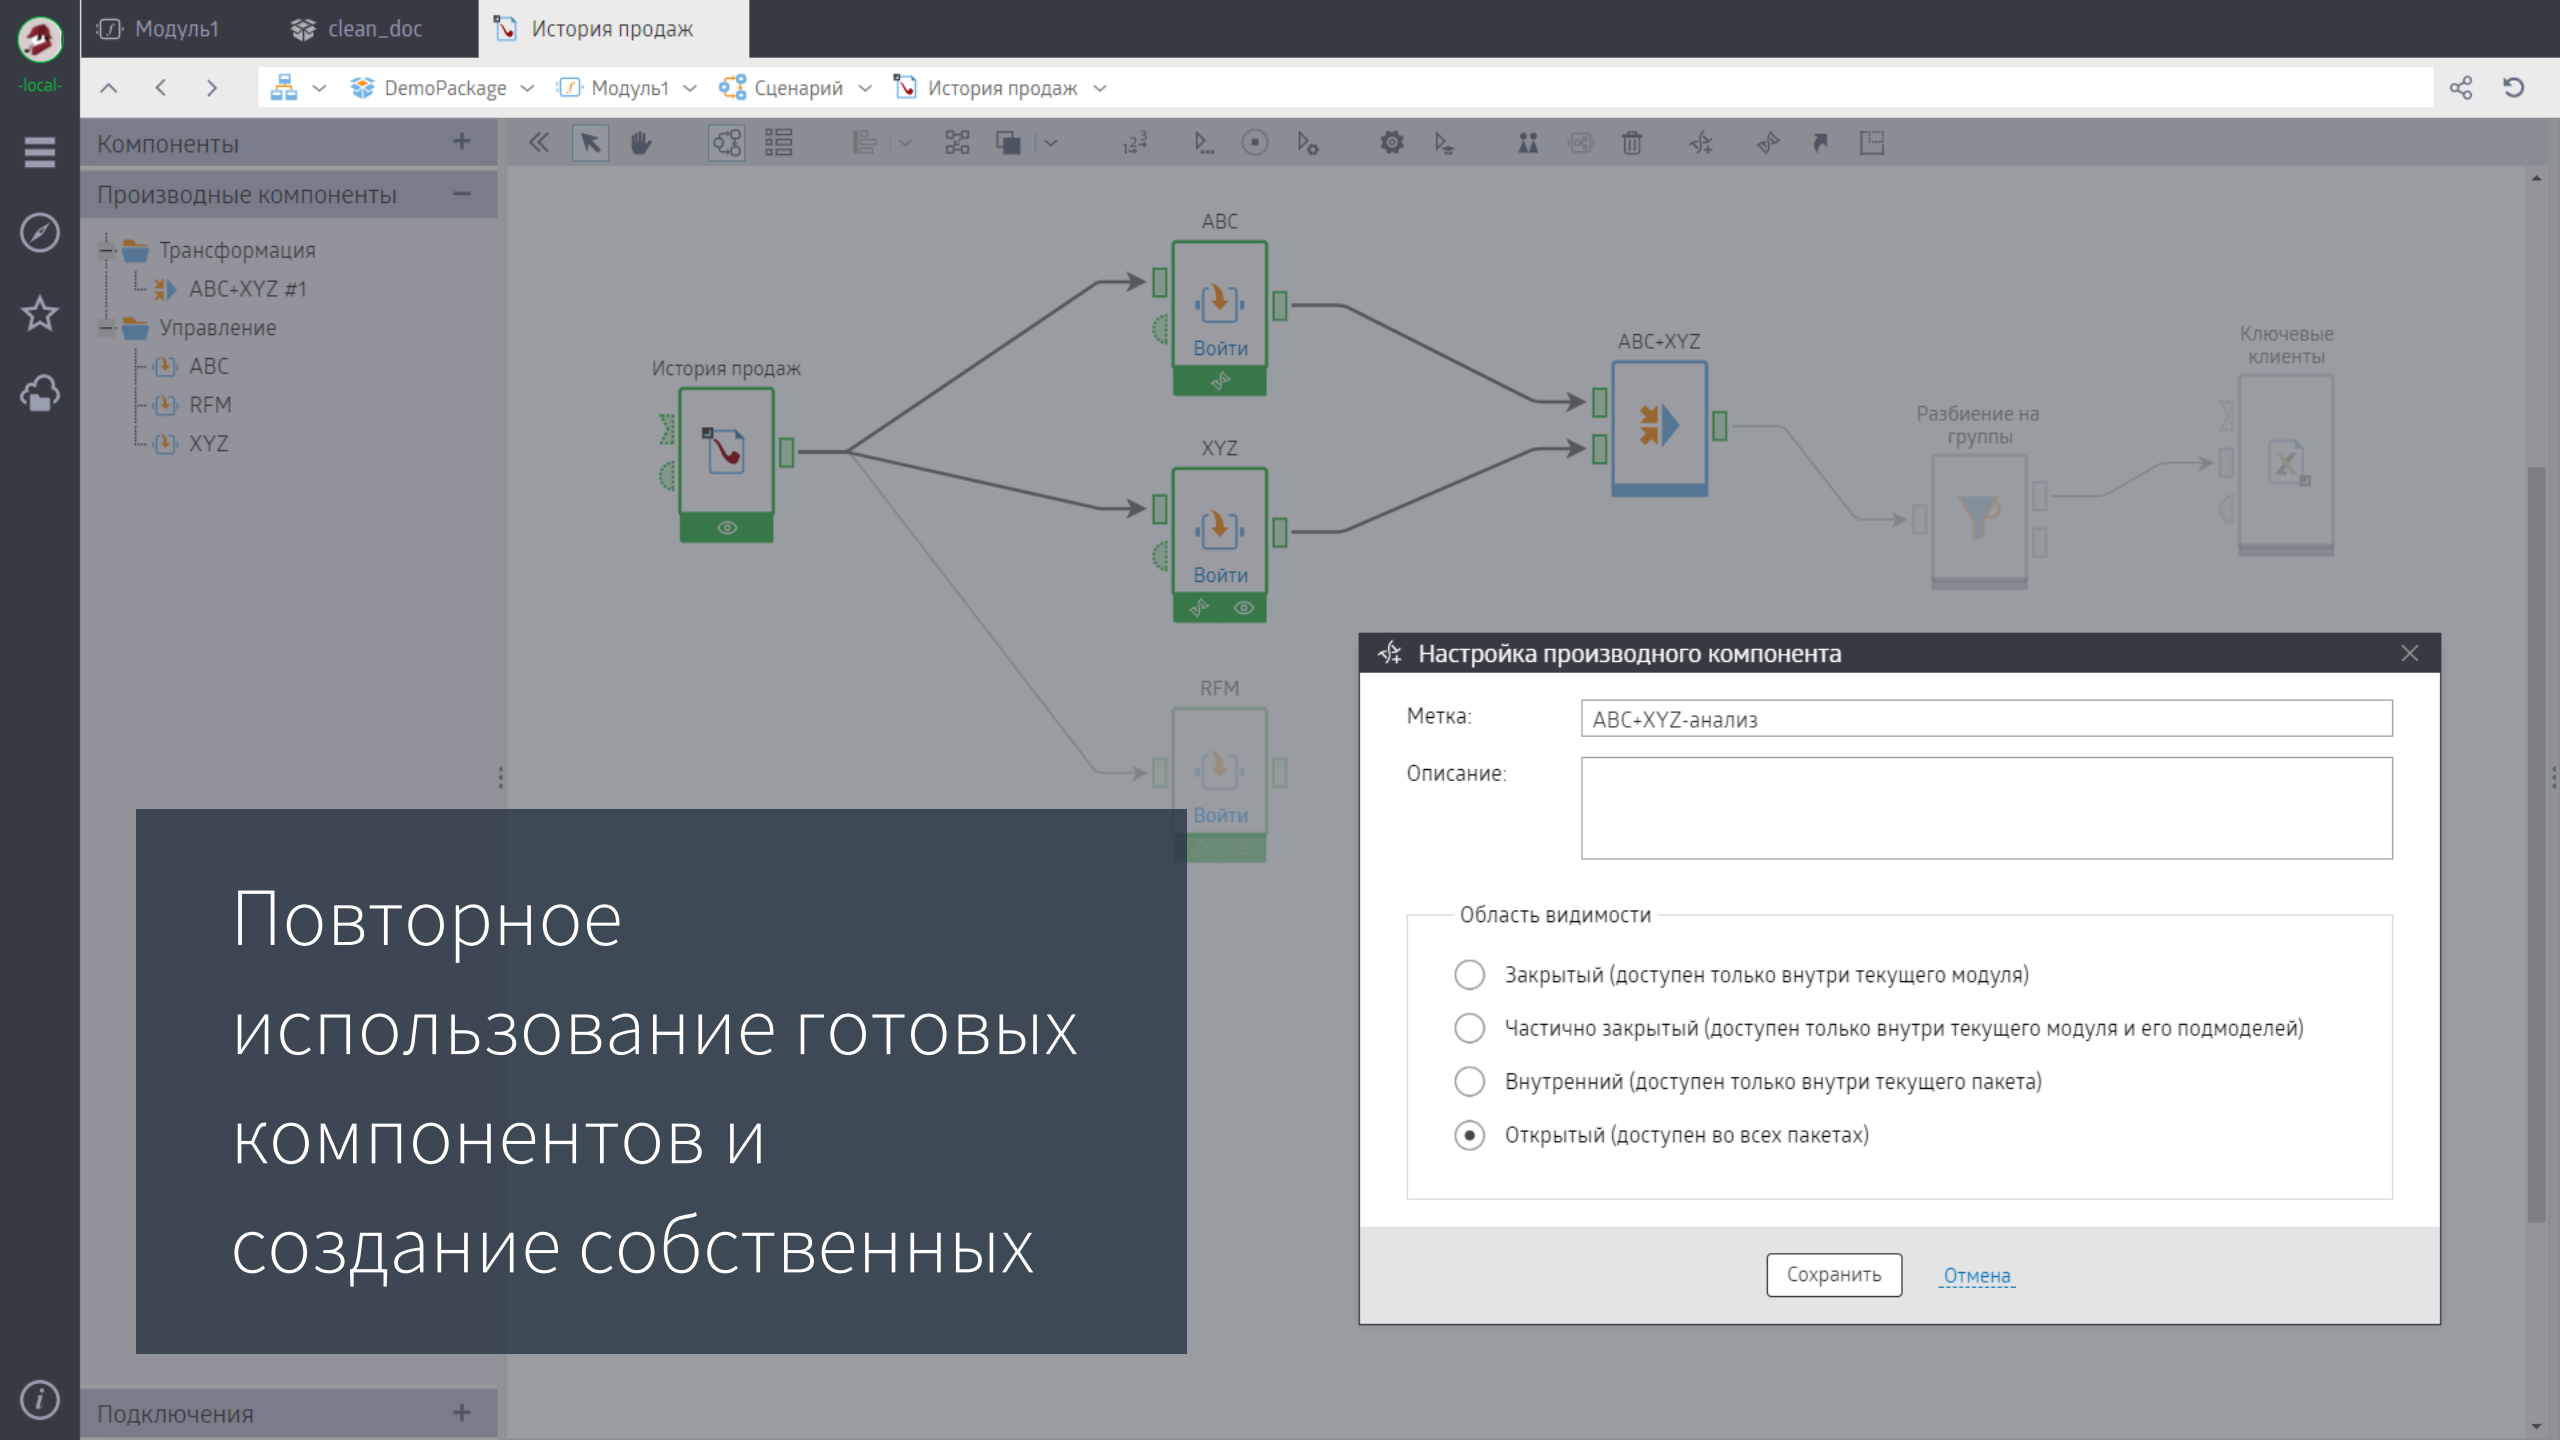 Модуль1
clean_doc
История продаж
-local-
DemoPackage
Модуль1
Сценарий
История продаж
Компоненты
Производные компоненты
Трансформация
ABC+XYZ #1
Управление
ABC
RFM
XYZ
Подключения
История продаж
ABC
Войти
XYZ
Войти
RFM
Войти
ABC+XYZ
Разбиение на
группы
Ключевые
клиенты
Повторное
использование готовых
компонентов и
создание собственных
Настройка производного компонента
Метка:
ABC+XYZ-анализ
Описание:
Область видимости
Закрытый (доступен только внутри текущего модуля)
Частично закрытый (доступен только внутри текущего модуля и его подмоделей)
Внутренний (доступен только внутри текущего пакета)
Открытый (доступен во всех пакетах)
Сохранить
Отмена